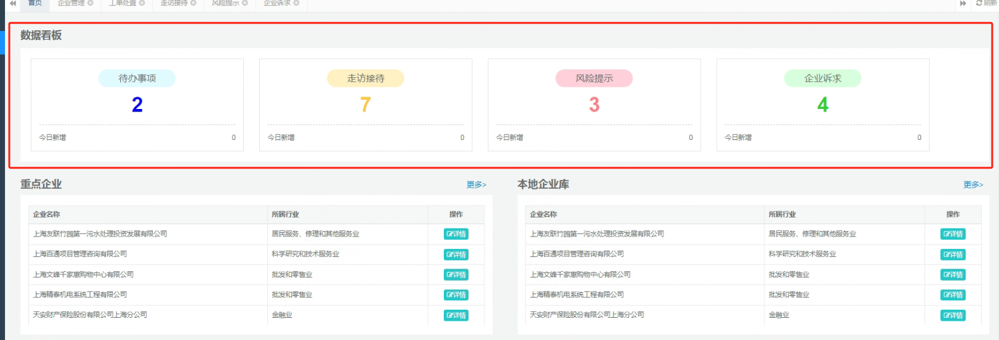 首页 企业管理 工单处置 走访接待 风险提示 企业诉求 刷新
数据看板
待办事项 走访接待 风险提示 企业诉求
2 7 3 4
今日新增 0 今日新增 0 今日新增 0 今日新增 0
重点企业 更多> 本地企业库 更多>
企业名称 所属行业 操作 企业名称 所属行业 操作
上海友联竹园第一污水处理投资发展有限公司 居民服务、修理和其他服务业 详情 上海友联竹园第一污水处理投资发展有限公司 居民服务、修理和其他服务业 详情
上海百通项目管理咨询有限公司 科学研究和技术服务业 详情 上海百通项目管理咨询有限公司 科学研究和技术服务业 详情
上海文峰千家惠购物中心有限公司 批发和零售业 详情 上海文峰千家惠购物中心有限公司 批发和零售业 详情
上海精泰机电系统工程有限公司 批发和零售业 详情 上海精泰机电系统工程有限公司 批发和零售业 详情
天安财产保险股份有限公司上海分公司 金融业 详情 天安财产保险股份有限公司上海分公司 金融业 详情